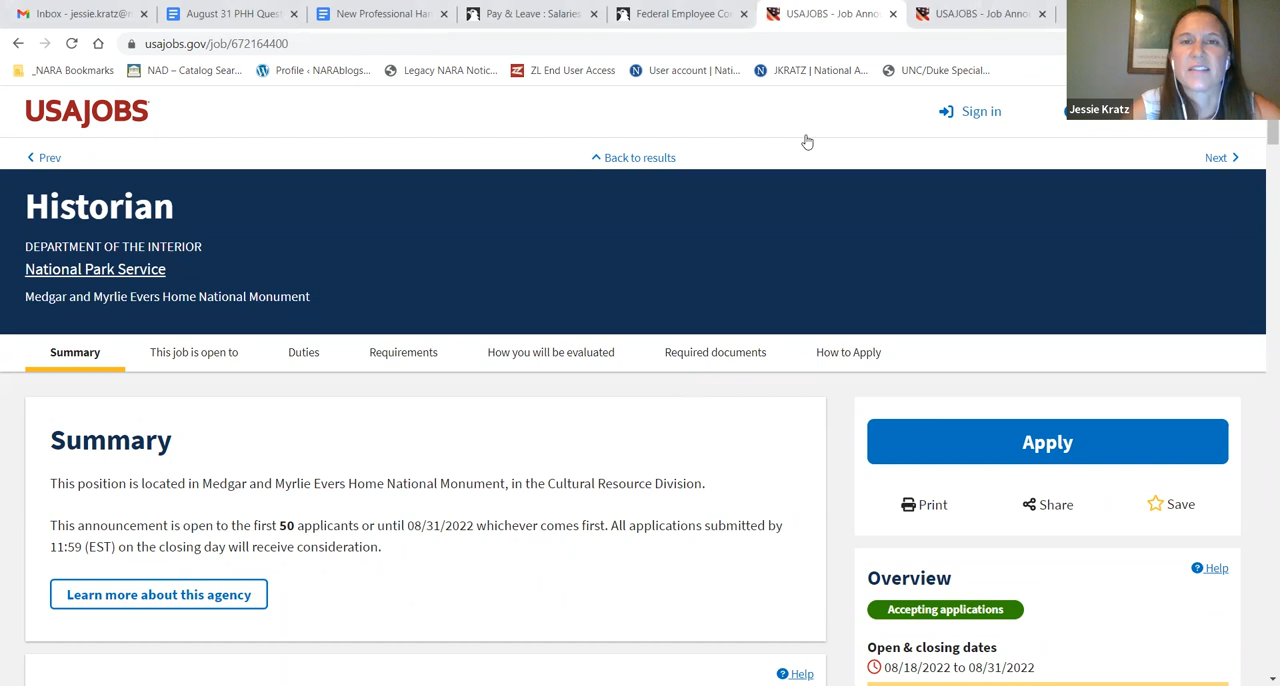 Inbox - jessie.kratz@n
August 31 PHH Quest
New Professional Han
Pay & Leave : Salaries
Federal Employee Co
USAJOBS - Job Anno
USAJOBS - Job Anno
usajobs.gov/job/672164400
_NARA Bookmarks
NAD – Catalog Sear...
Profile ‹ NARAblogs...
Legacy NARA Notic...
ZL End User Access
User account | Nati...
JKRATZ | National A...
UNC/Duke Special...
Jessie Kratz
USAJOBS
Sign in
Prev
Back to results
Next
Historian
DEPARTMENT OF THE INTERIOR
National Park Service
Medgar and Myrlie Evers Home National Monument
Summary
This job is open to
Duties
Requirements
How you will be evaluated
Required documents
How to Apply
Summary
This position is located in Medgar and Myrlie Evers Home National Monument, in the Cultural Resource Division.
This announcement is open to the first 50 applicants or until 08/31/2022 whichever comes first. All applications submitted by
11:59 (EST) on the closing day will receive consideration.
Learn more about this agency
Help
Apply
Print
Share
Save
Help
Overview
Accepting applications
Open & closing dates
08/18/2022 to 08/31/2022